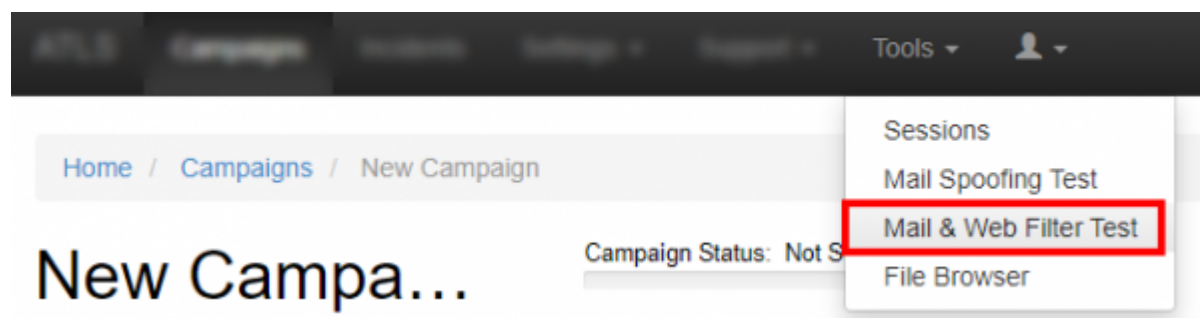 Tools
Sessions
Mail Spoofing Test
Mail & Web Filter Test
File Browser
Home / Campaigns / New Campaign
New Campa...
Campaign Status: Not S